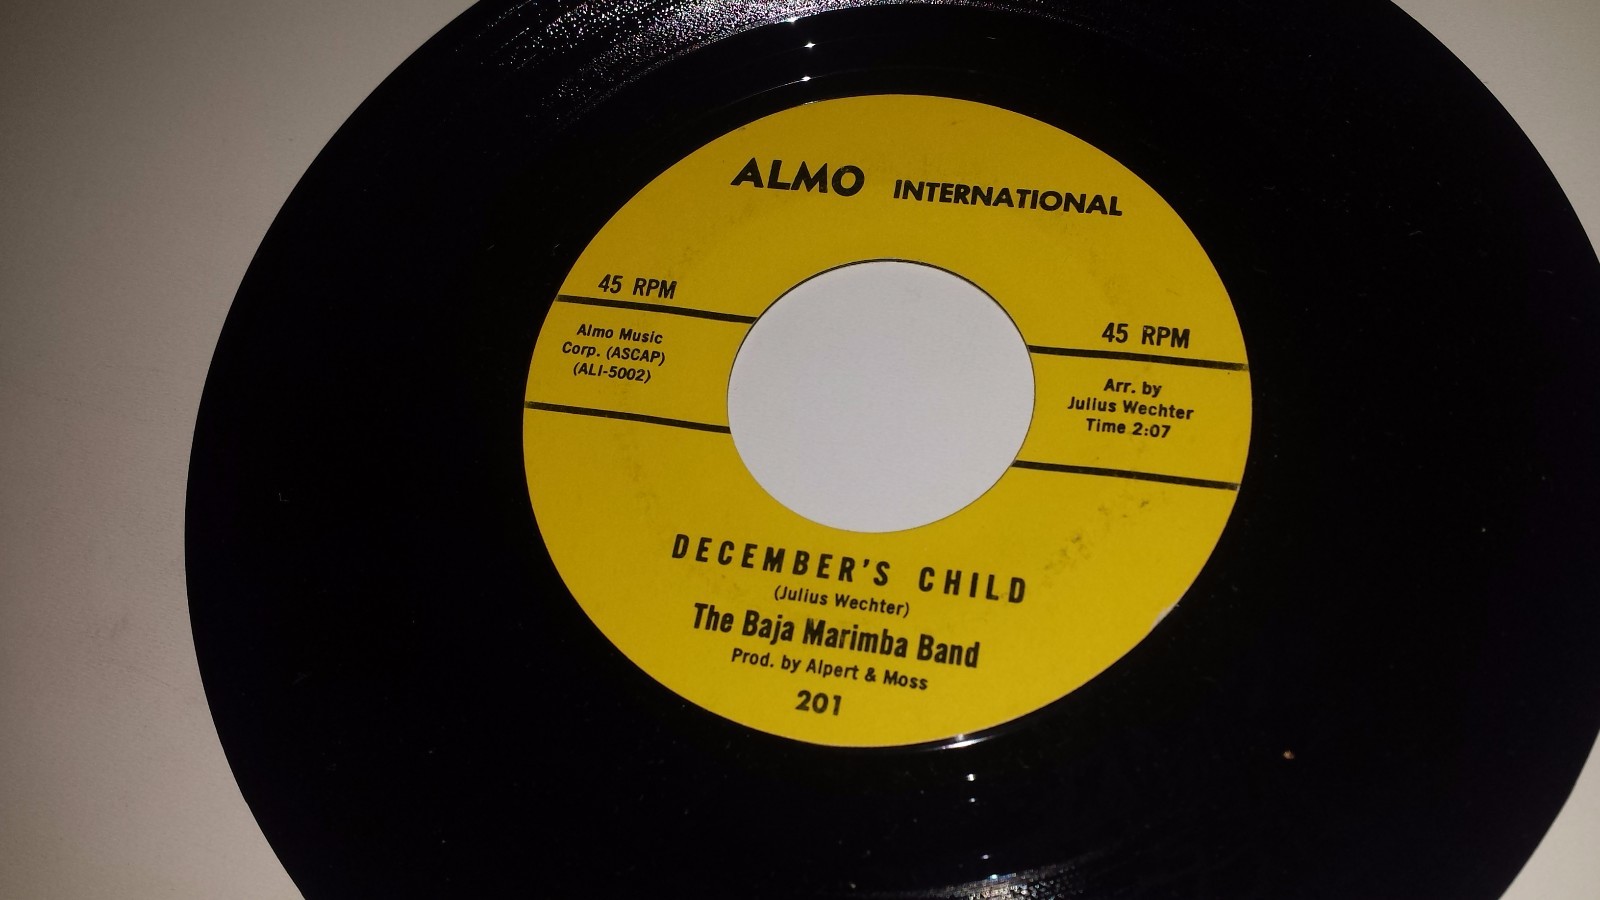 ALMO INTERNATIONAL
45 RPM
Almo Music
Corp. (ASCAP)
(ALI-5002)
45 RPM
Arr. by
Julius Wechter
Time 2:07
DECEMBER'S CHILD
(Julius Wechter)
The Baja Marimba Band
Prod. by Alpert & Moss
201